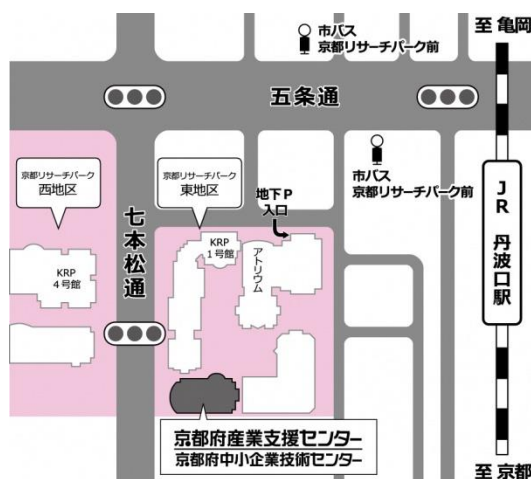 市バス
京都リサーチパーク前
至 亀岡
五条通
京都リサーチパーク
西地区
京都リサーチパーク
東地区
市バス
京都リサーチパーク前
地下P
入口
JR 丹波口駅
七本松通
KRP
1号館
アトリウム
KRP
4号館
京都府産業支援センター
京都府中小企業技術センター
至 京都